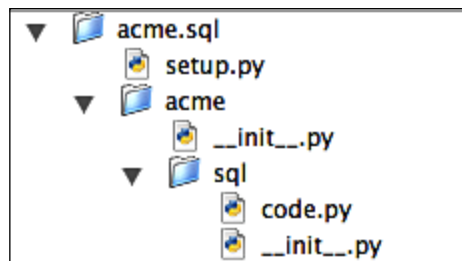 acme.sql
setup.py
acme
__init__.py
sql
code.py
__init__.py